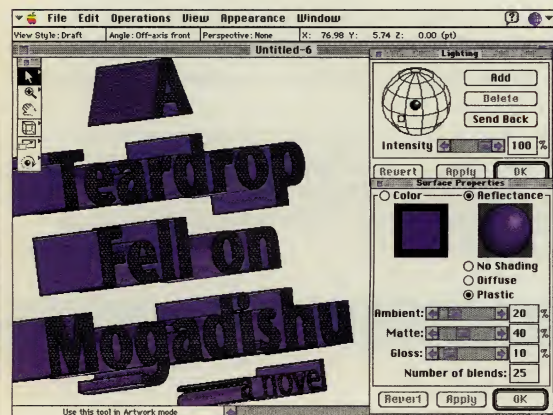 File Edit Operations View Appearance Window
View Style: Draft Angle: Off-axis front Perspective: None X: 76.98 Y: 5.74 Z: 0.00 (pt)
Untitled-6
Lighting
Add
Delete
Send Back
Intensity 100 %
Revert Apply OK
Surface Properties
Color Reflectance
No Shading
Diffuse
Plastic
Ambient: 20 %
Matte: 40 %
Gloss: 10 %
Number of blends: 25
Revert Apply OK
A
Teardrop
Fell on
Mogadishu
a novel
Use this tool in Artwork mode